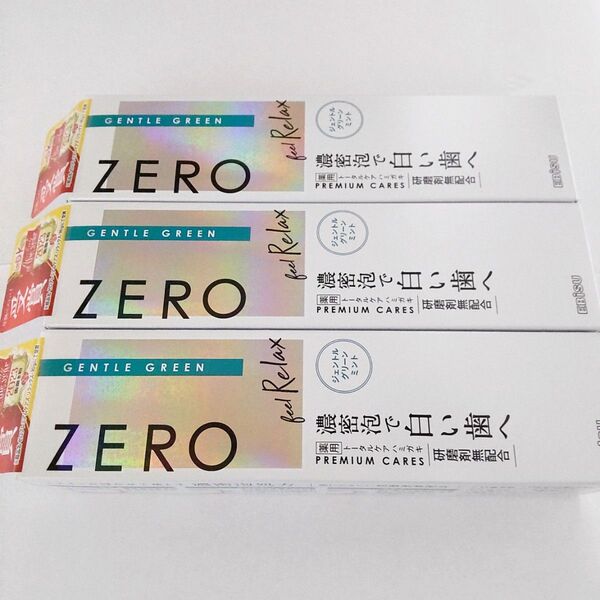 GENTLE GREEN
ZERO
feel Relax
ジェントル
グリーン
ミント
濃密泡で白い歯へ
薬用 トータルケアハミガキ
PREMIUM CARES
研磨剤無配合
EBiSU
GENTLE GREEN
ZERO
feel Relax
ジェントル
グリーン
ミント
濃密泡で白い歯へ
薬用 トータルケアハミガキ
PREMIUM CARES
研磨剤無配合
EBiSU
GENTLE GREEN
ZERO
feel Relax
ジェントル
グリーン
ミント
濃密泡で白い歯へ
薬用 トータルケアハミガキ
PREMIUM CARES
研磨剤無配合